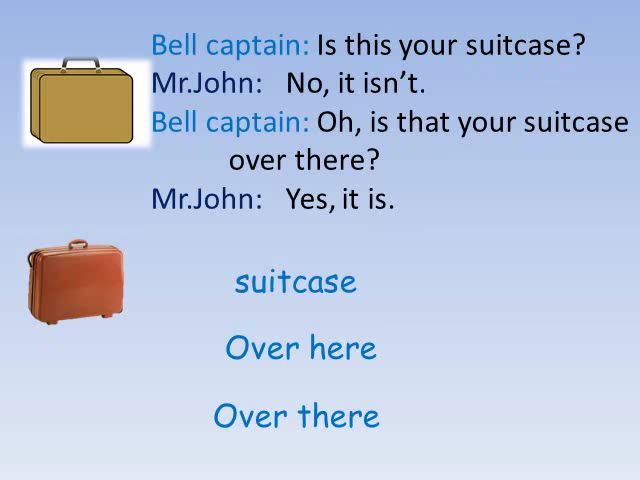 Bell captain: Is this your suitcase?
Mr.John: No, it isn’t.
Bell captain: Oh, is that your suitcase
over there?
Mr.John: Yes, it is.
suitcase
Over here
Over there